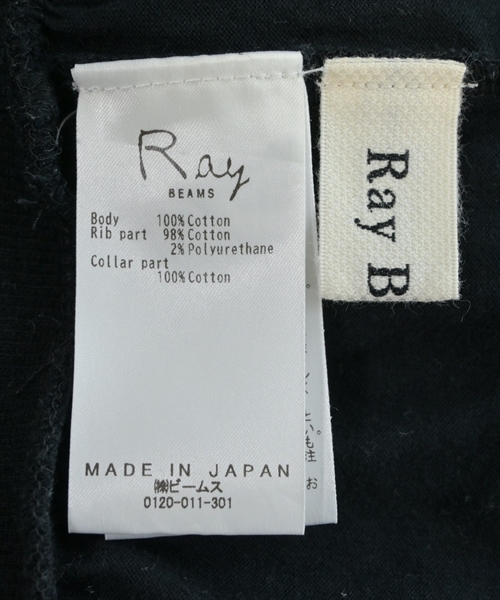 Ray
BEAMS
Body 100%Cotton
Rib part 98%Cotton
2%Polyurethane
Collar part
100%Cotton
MADE IN JAPAN
㈱ビームス
0120-011-301
Ray B